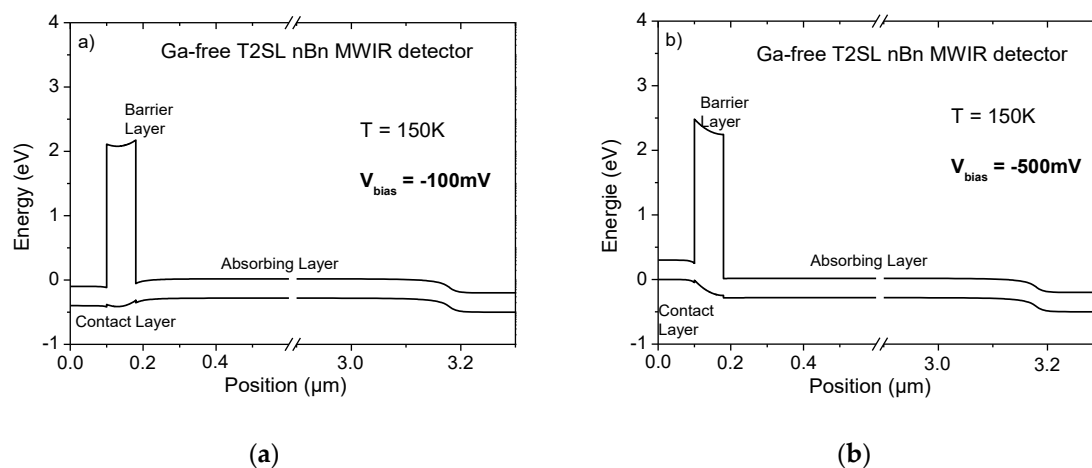 a)
Ga-free T2SL nBn MWIR detector
Barrier
Layer
T = 150K
V_bias = -100mV
Absorbing Layer
Contact Layer
Energy (eV)
4
3
2
1
0
-1
0.0 0.2 0.4 3.0 3.2
Position (µm)
(a)
b)
Ga-free T2SL nBn MWIR detector
Barrier
Layer
T = 150K
V_bias = -500mV
Absorbing Layer
Contact
Layer
Energie (eV)
4
3
2
1
0
-1
0.0 0.2 0.4 3.0 3.2
Position (µm)
(b)